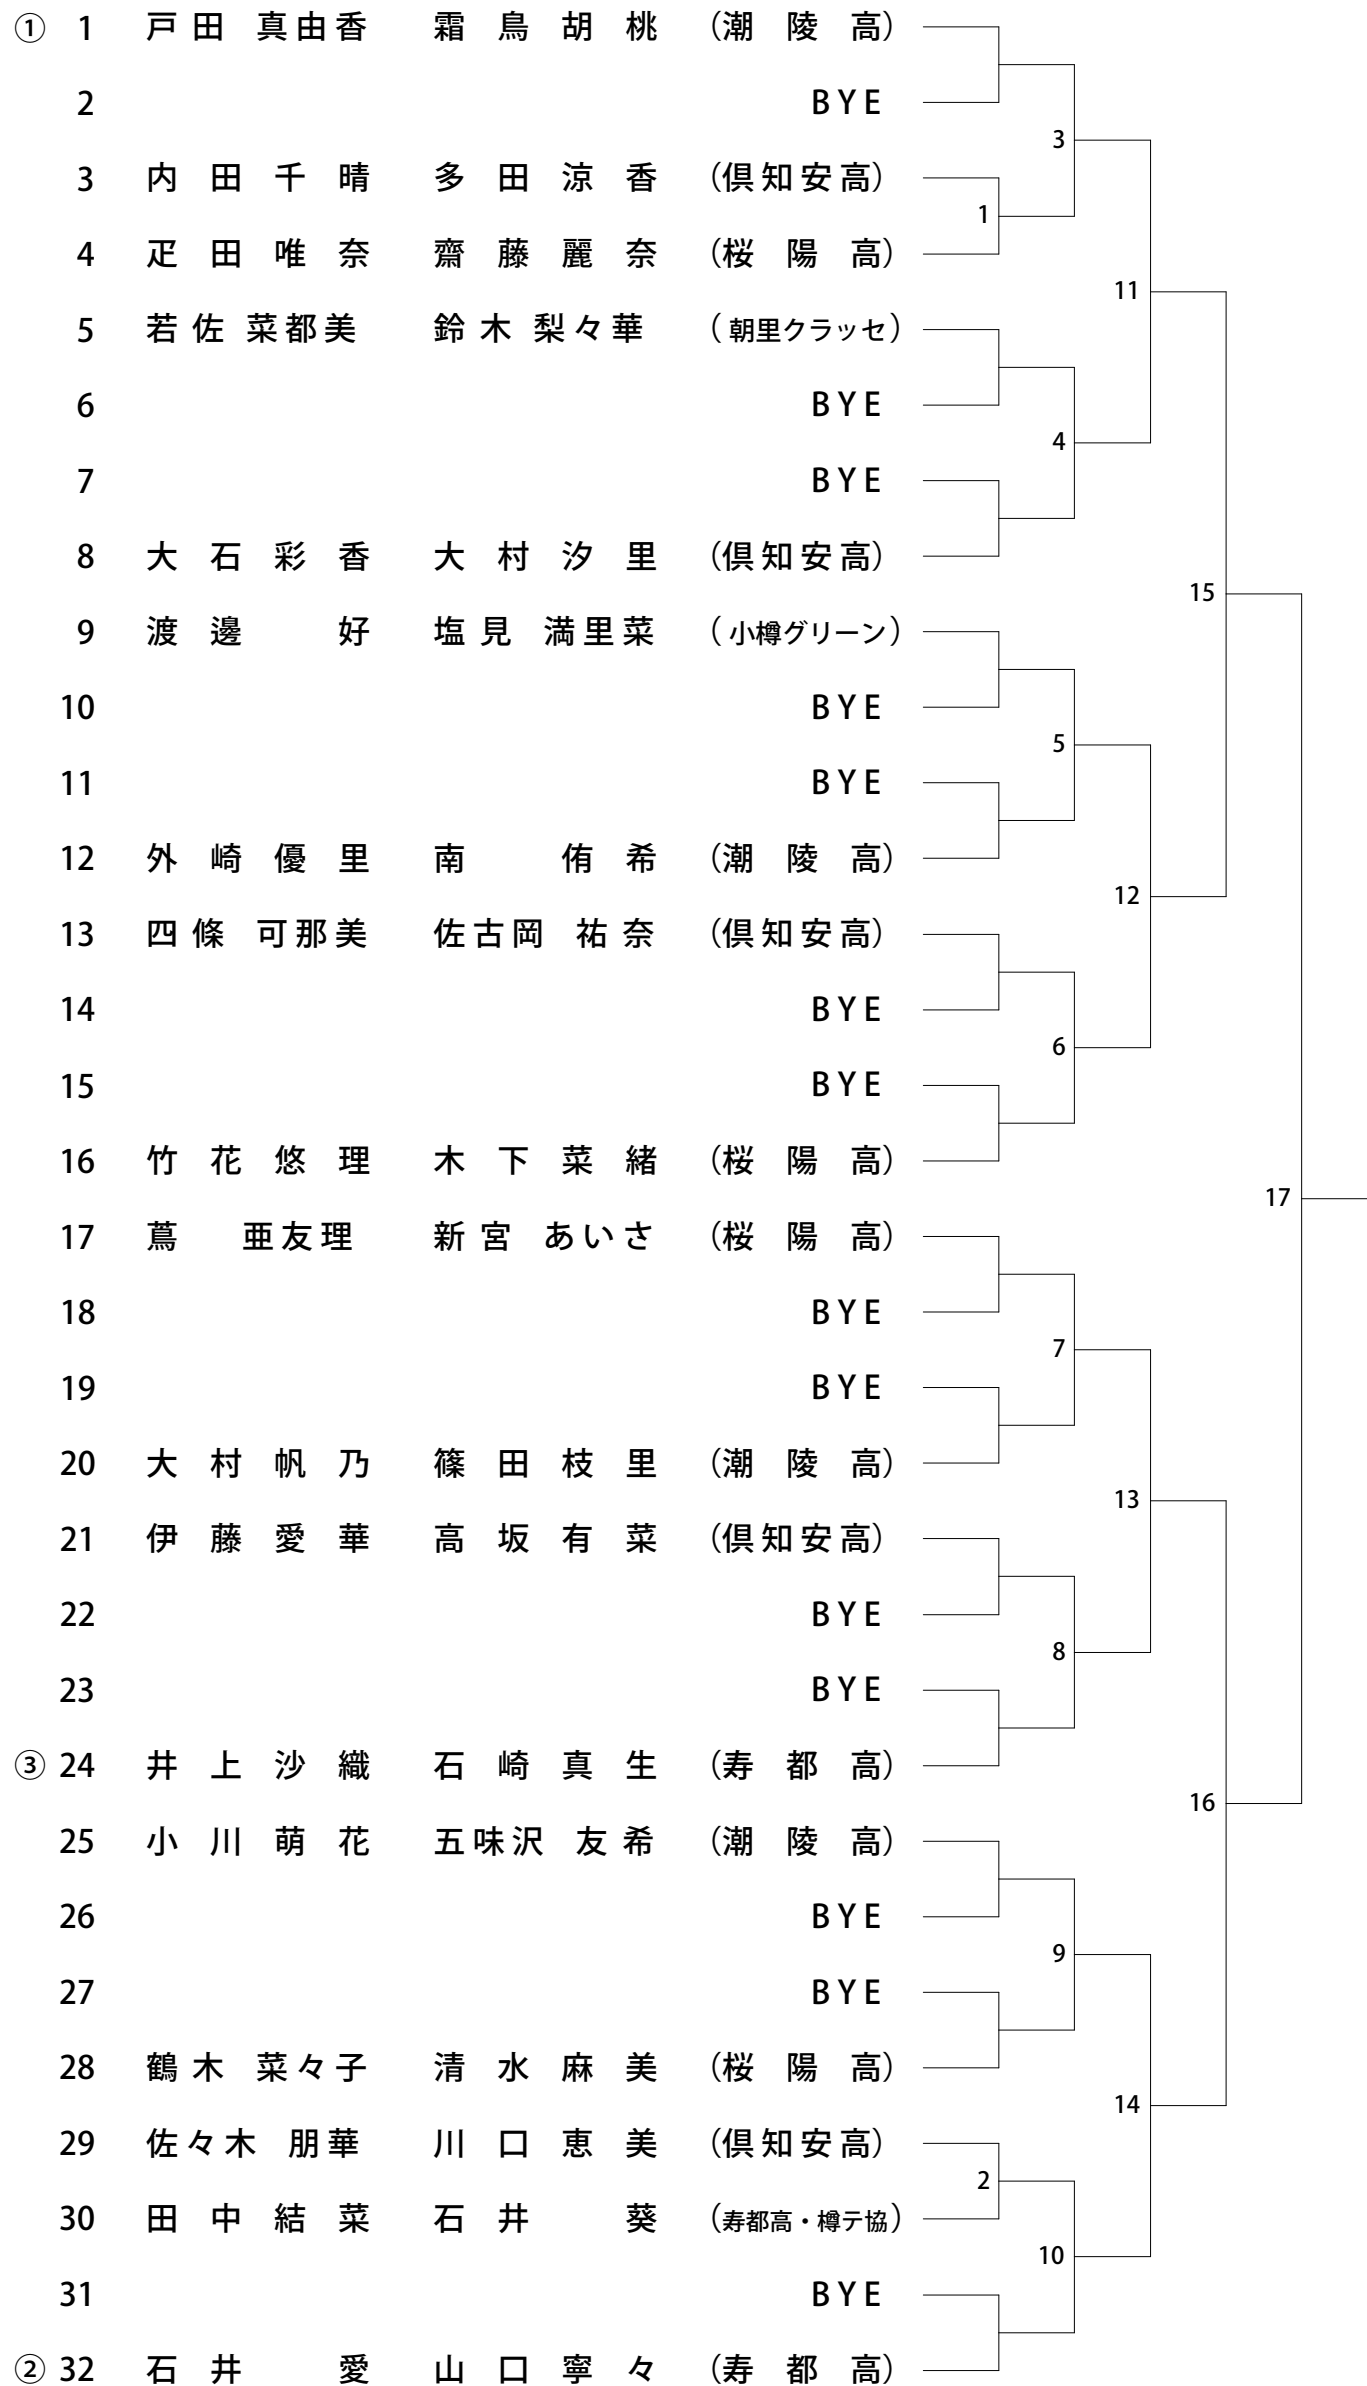 ① 1 戸田 真由香 霜鳥胡桃 (潮陵高)
2 BYE
3
3 内田千晴 多田涼香 (倶知安高)
1
4 疋田唯奈 齋藤麗奈 (桜陽高)
11
5 若佐 菜都美 鈴木 梨々華 (朝里クラッセ)
6 BYE
4
7 BYE
8 大石彩香 大村汐里 (倶知安高)
15
9 渡邊 好 塩見 満里菜 (小樽グリーン)
10 BYE
5
11 BYE
12 外崎優里 南 侑希 (潮陵高)
12
13 四條 可那美 佐古岡 祐奈 (倶知安高)
14 BYE
6
15 BYE
16 竹花悠理 木下菜緒 (桜陽高)
17
17 蔦 亜友理 新宮 あいさ (桜陽高)
18 BYE
7
19 BYE
20 大村帆乃 篠田枝里 (潮陵高)
13
21 伊藤愛華 高坂有菜 (倶知安高)
22 BYE
8
23 BYE
③ 24 井上沙織 石崎真生 (寿都高)
16
25 小川萌花 五味沢 友希 (潮陵高)
26 BYE
9
27 BYE
28 鶴木 菜々子 清水麻美 (桜陽高)
14
29 佐々木 朋華 川口恵美 (倶知安高)
2
30 田中結菜 石井 葵 (寿都高・樽テ協)
10
31 BYE
② 32 石井 愛 山口寧々 (寿都高)